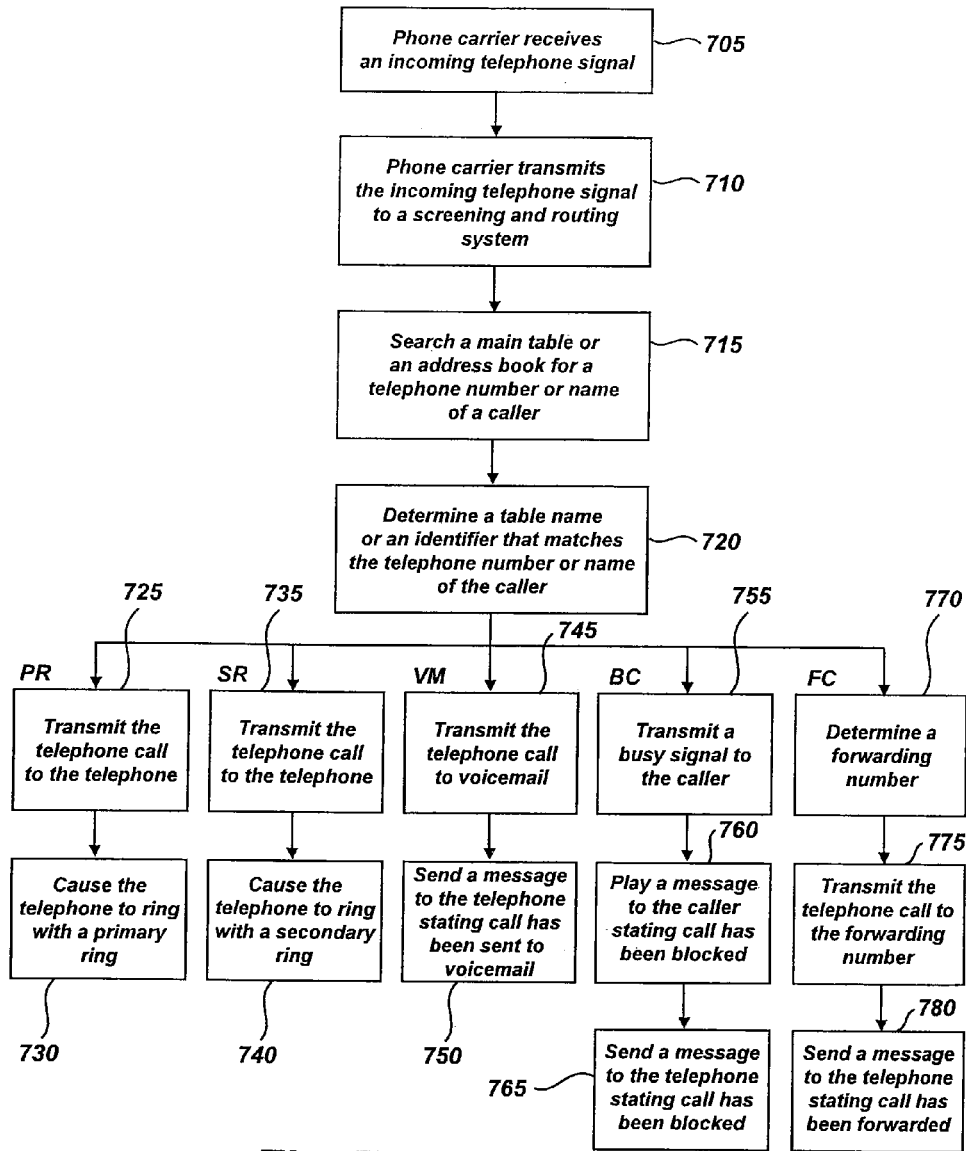 Phone carrier receives
an incoming telephone signal
705
Phone carrier transmits
the incoming telephone signal
to a screening and routing
system
710
Search a main table or
an address book for a
telephone number or name
of a caller
715
Determine a table name
or an identifier that matches
the telephone number or name
of the caller
720
725
735
745
755
770
PR
SR
VM
BC
FC
Transmit the
telephone call
to the telephone
Transmit the
telephone call
to the telephone
Transmit the
telephone call
to voicemail
Transmit a
busy signal to
the caller
Determine a
forwarding
number
760
775
Cause the
telephone to ring
with a primary
ring
Cause the
telephone to ring
with a secondary
ring
Send a message
to the telephone
stating call has
been sent to
voicemail
Play a message
to the caller
stating call has
been blocked
Transmit the
telephone call to
the forwarding
number
730
740
750
765
780
Send a message
to the telephone
stating call has
been blocked
Send a message
to the telephone
stating call has
been forwarded